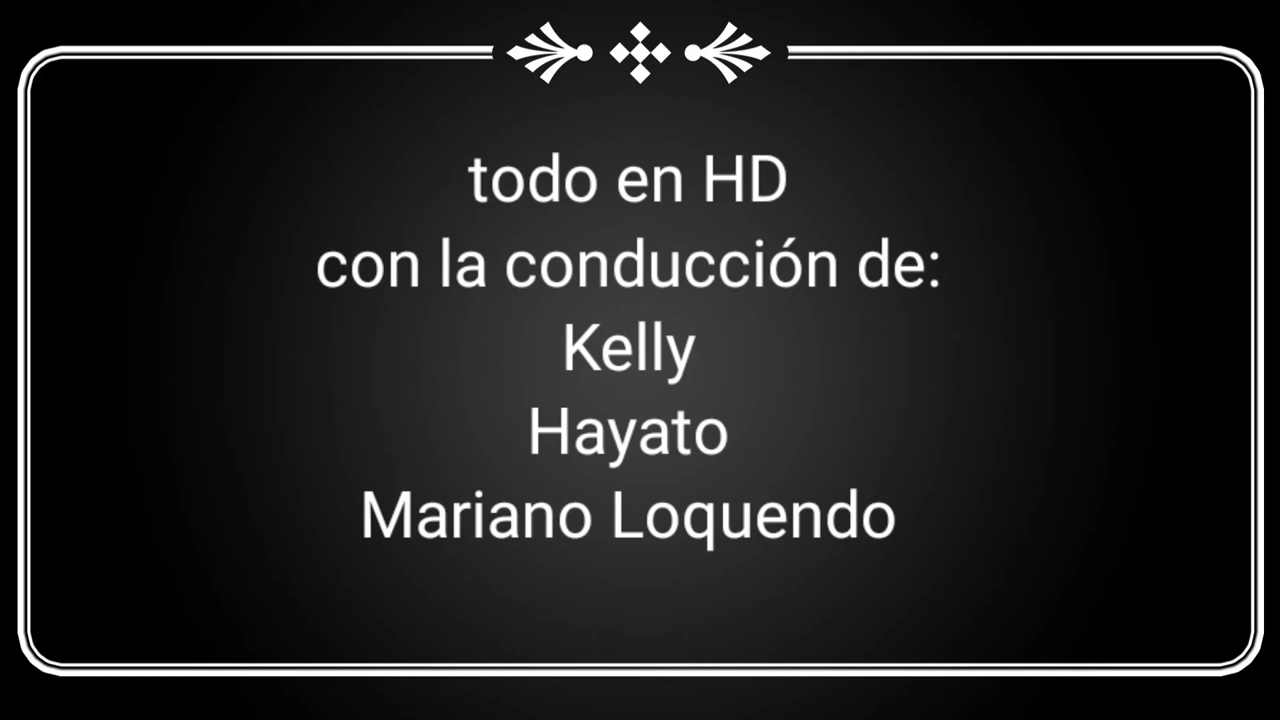 todo en HD
con la conducción de:
Kelly
Hayato
Mariano Loquendo